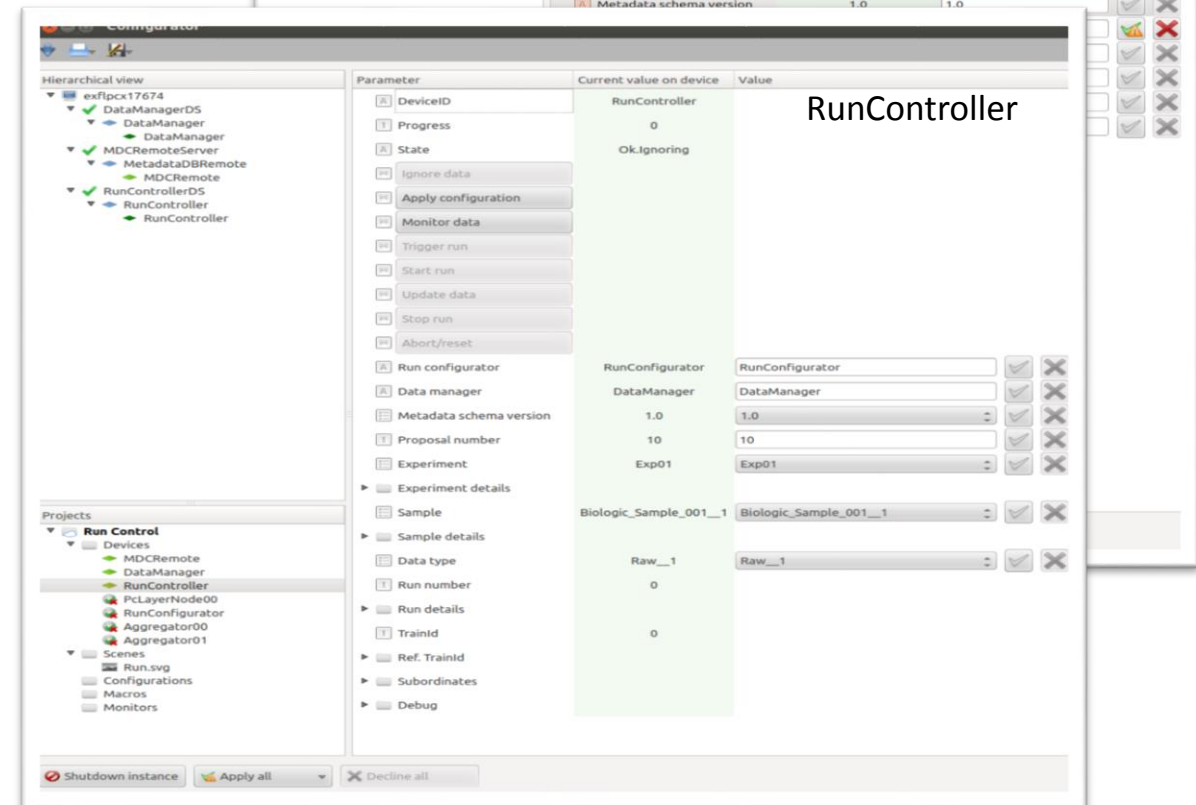 Metadata schema version 1.0 1.0
Configurator
Hierarchical view
exflpcx17674
DataManagerDS
DataManager
DataManager
MDCRemoteServer
MetadataDBRemote
MDCRemote
RunControllerDS
RunController
RunController
Projects
Run Control
Devices
MDCRemote
DataManager
RunController
PcLayerNode00
RunConfigurator
Aggregator00
Aggregator01
Scenes
Run.svg
Configurations
Macros
Monitors
Parameter Current value on device Value
RunController
DeviceID RunController
Progress 0
State Ok.Ignoring
Ignore data
Apply configuration
Monitor data
Trigger run
Start run
Update data
Stop run
Abort/reset
Run configurator RunConfigurator RunConfigurator
Data manager DataManager DataManager
Metadata schema version 1.0 1.0
Proposal number 10 10
Experiment Exp01 Exp01
Experiment details
Sample Biologic_Sample_001__1 Biologic_Sample_001__1
Sample details
Data type Raw__1 Raw__1
Run number 0
Run details
TrainId 0
Ref. TrainId
Subordinates
Debug
Shutdown instance Apply all Decline all